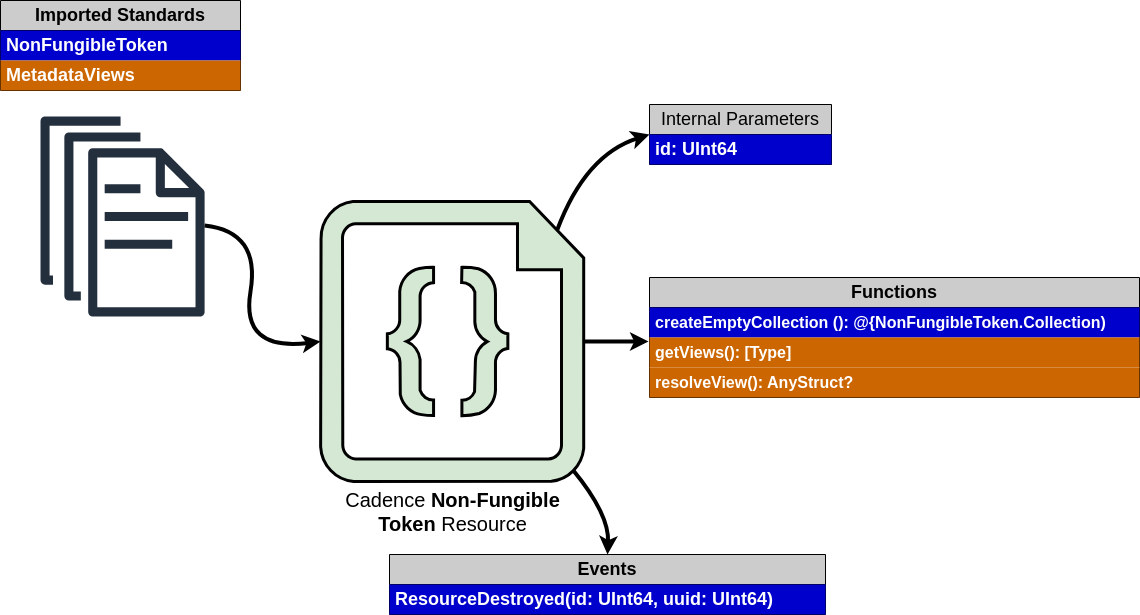 Imported Standards
NonFungibleToken
MetadataViews
Internal Parameters
id: UInt64
Functions
createEmptyCollection (): @{NonFungibleToken.Collection)
getViews(): [Type]
resolveView(): AnyStruct?
{ }
Cadence Non-Fungible
Token Resource
Events
ResourceDestroyed(id: UInt64, uuid: UInt64)